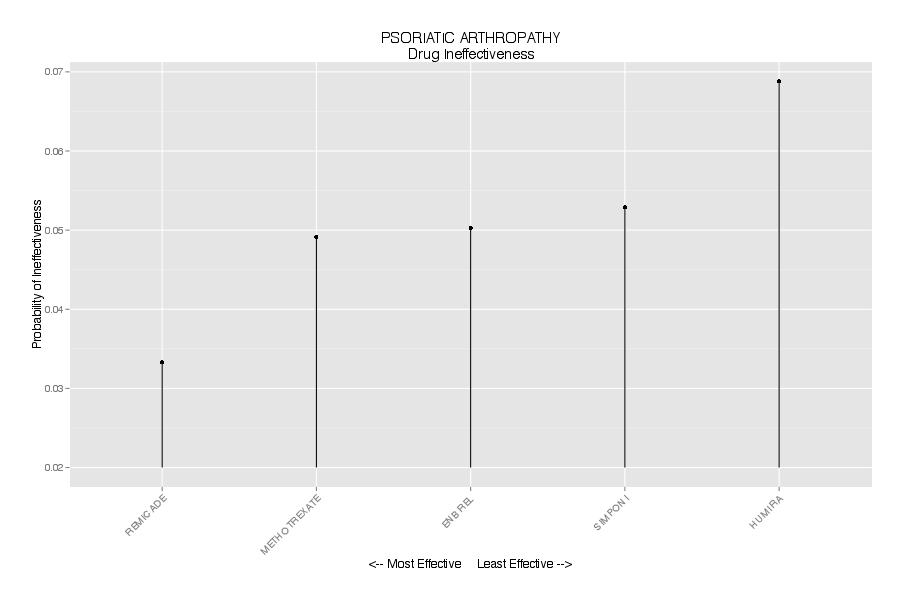 PSORIATIC ARTHROPATHY
Drug Ineffectiveness
0.07
0.06
0.05
0.04
0.03
0.02
Probability of Ineffectiveness
REMICADE
METHOTREXATE
ENBREL
SIMPONI
HUMIRA
<-- Most Effective Least Effective -->